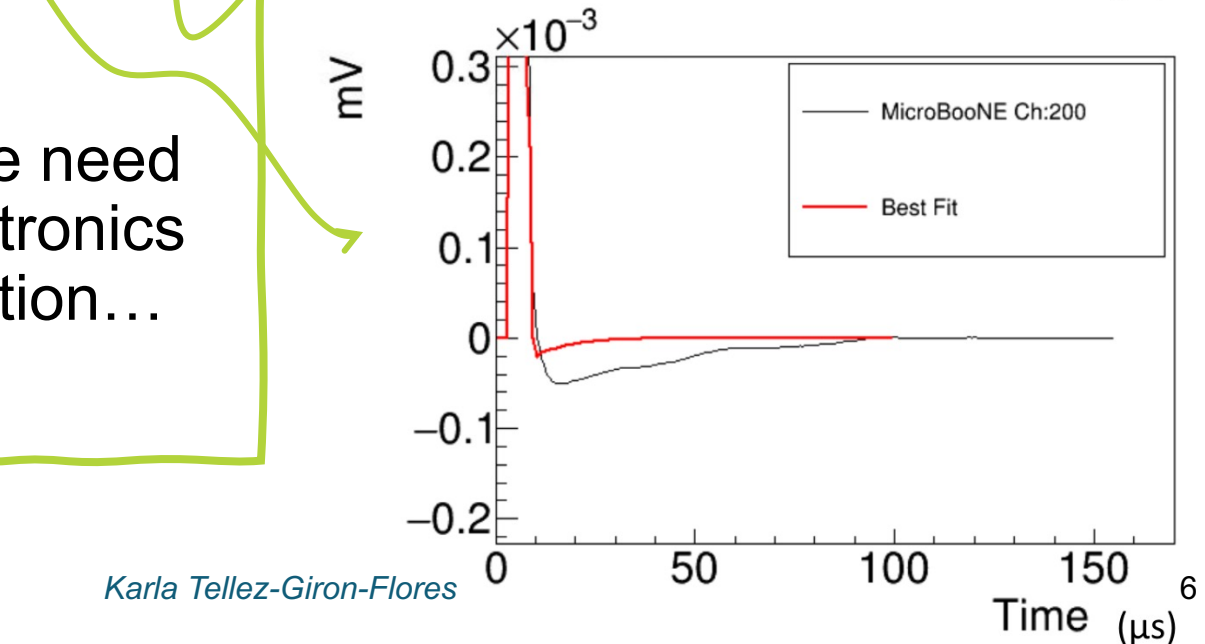 e need
tronics
tion…
×10⁻³
mV
0.3
0.2
0.1
0
−0.1
−0.2
MicroBooNE Ch:200
Best Fit
0 50 100 150
Time (μs)
Karla Tellez-Giron-Flores
6